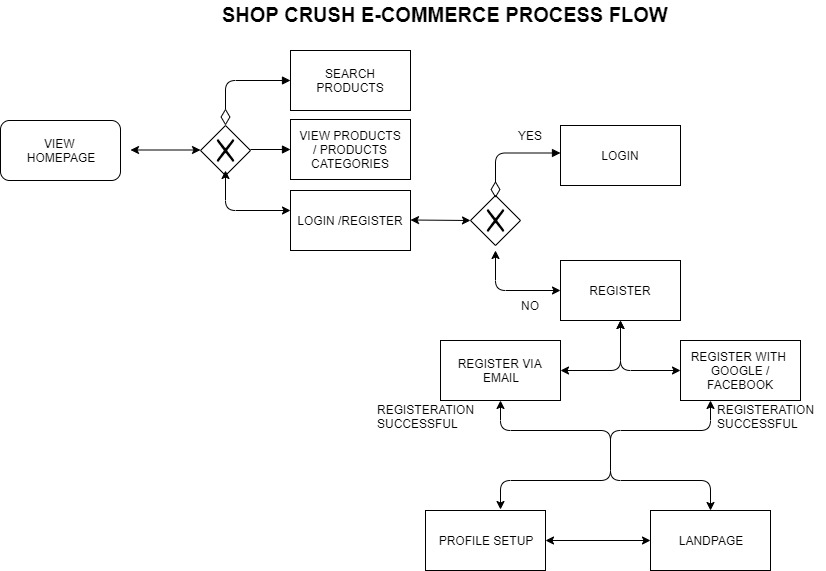 SHOP CRUSH E-COMMERCE PROCESS FLOW
SEARCH
PRODUCTS
VIEW
HOMEPAGE
VIEW PRODUCTS
/ PRODUCTS
CATEGORIES
LOGIN /REGISTER
YES
LOGIN
NO
REGISTER
REGISTER VIA
EMAIL
REGISTER WITH
GOOGLE /
FACEBOOK
REGISTERATION
SUCCESSFUL
REGISTERATION
SUCCESSFUL
PROFILE SETUP
LANDPAGE